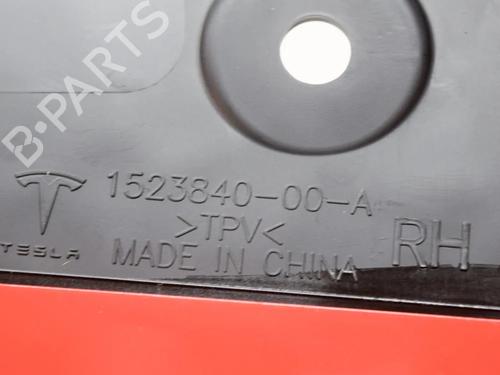 B-PARTS
1523840-00-A
>TPV<
TESLA
MADE IN CHINA
RH